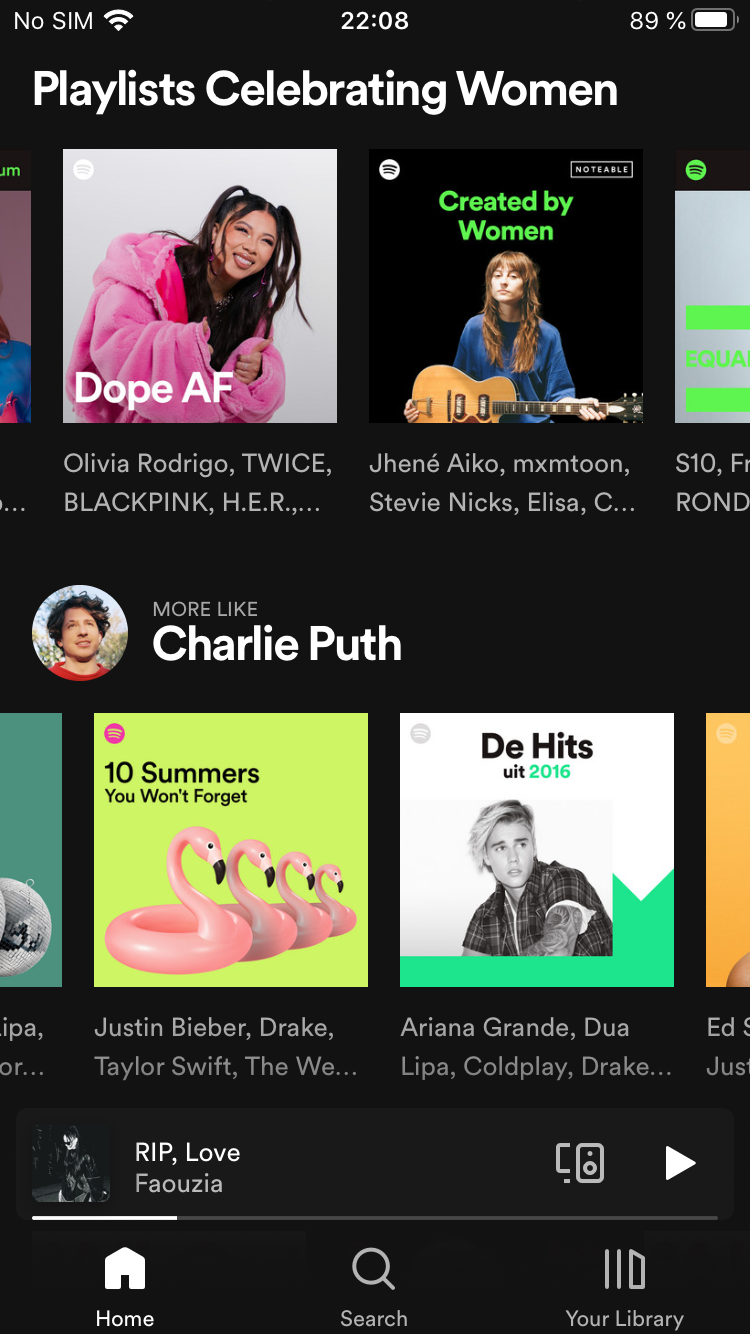 No SIM 22:08 89 %
Playlists Celebrating Women
um
Dope AF
NOTEABLE
Created by
Women
EQUA
Olivia Rodrigo, TWICE,
BLACKPINK, H.E.R.,...
Jhené Aiko, mxmtoon,
Stevie Nicks, Elisa, C...
S10, Fr
ROND
MORE LIKE
Charlie Puth
10 Summers
You Won't Forget
De Hits
uit 2016
ipa,
or...
Justin Bieber, Drake,
Taylor Swift, The We...
Ariana Grande, Dua
Lipa, Coldplay, Drake...
Ed S
Just
RIP, Love
Faouzia
Home
Search
Your Library